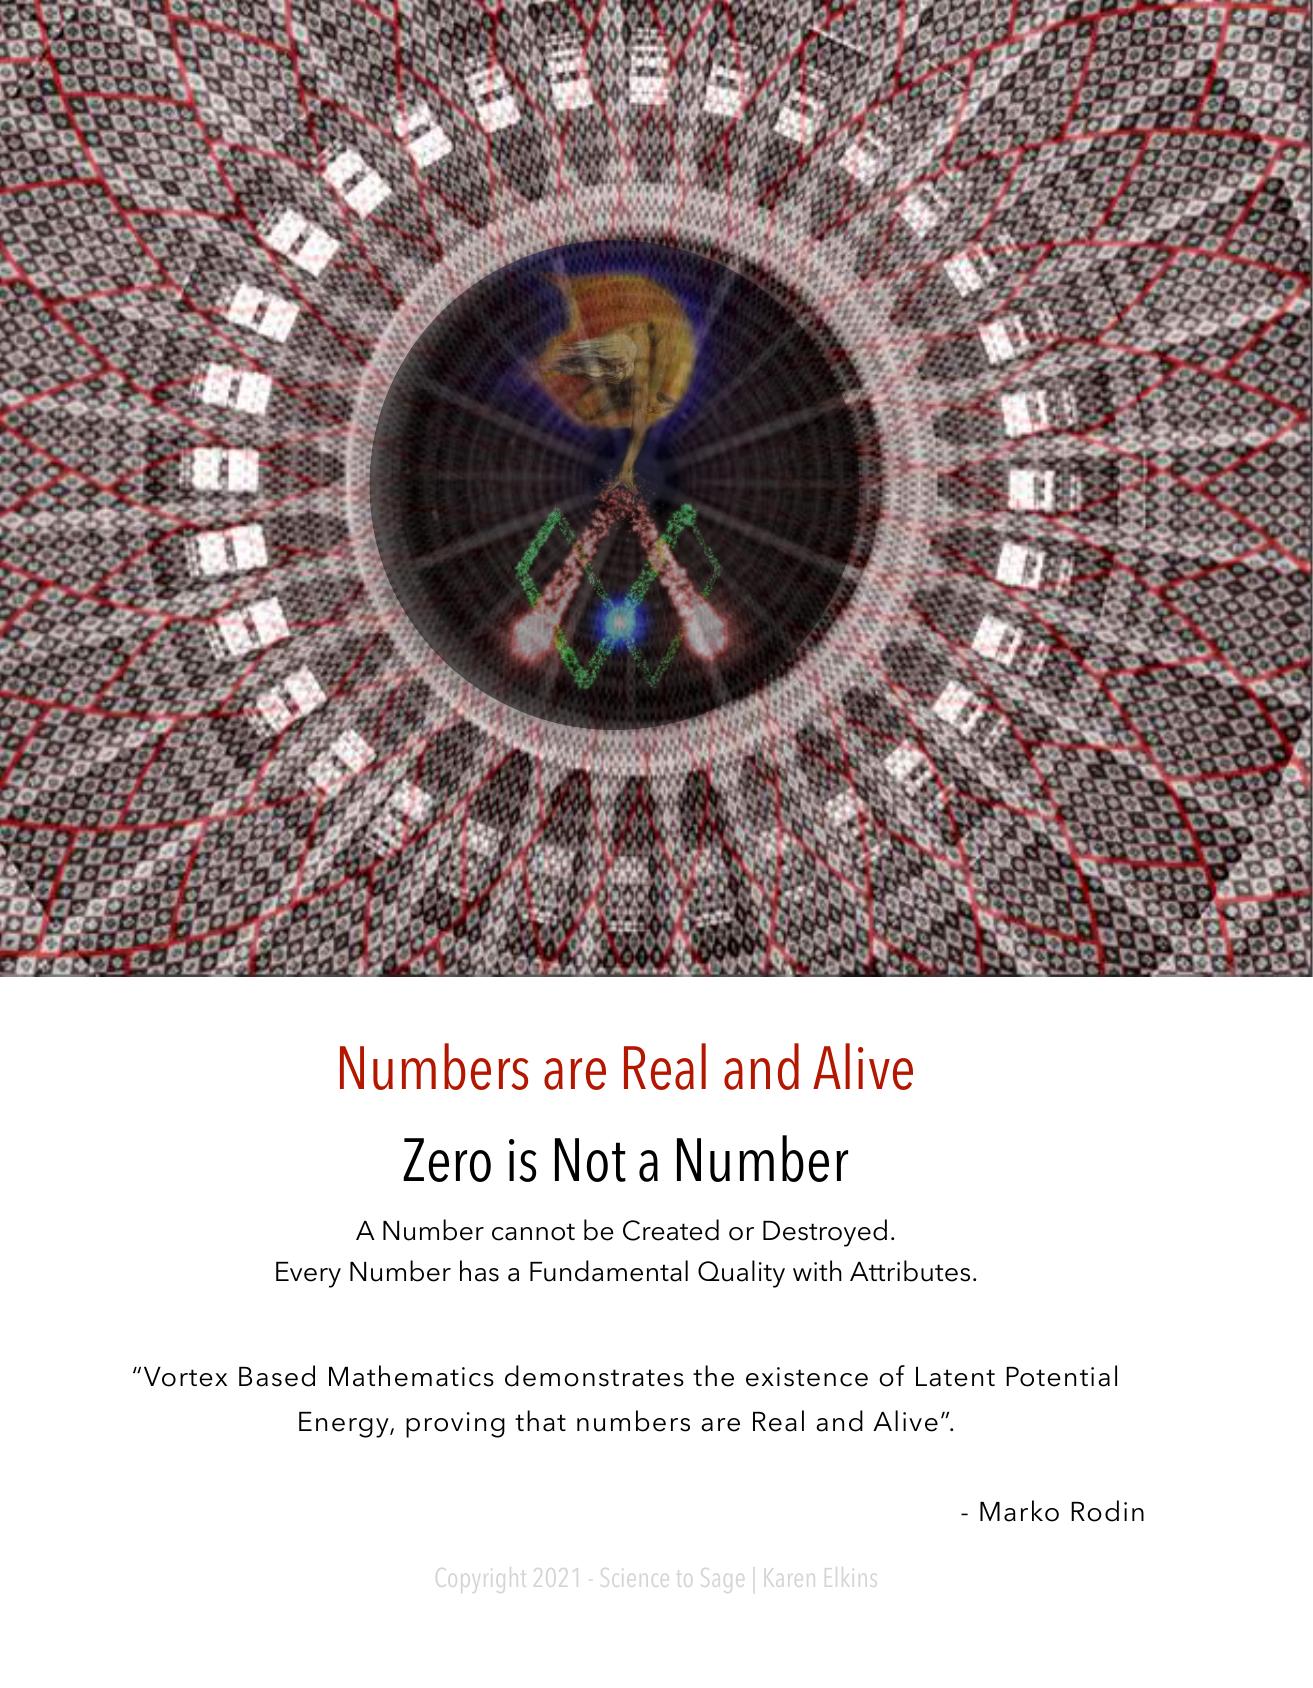 Numbers are Real and Alive
Zero is Not a Number
A Number cannot be Created or Destroyed.
Every Number has a Fundamental Quality with Attributes.
“Vortex Based Mathematics demonstrates the existence of Latent Potential
Energy, proving that numbers are Real and Alive”.
- Marko Rodin
Copyright 2021 - Science to Sage | Karen Elkins